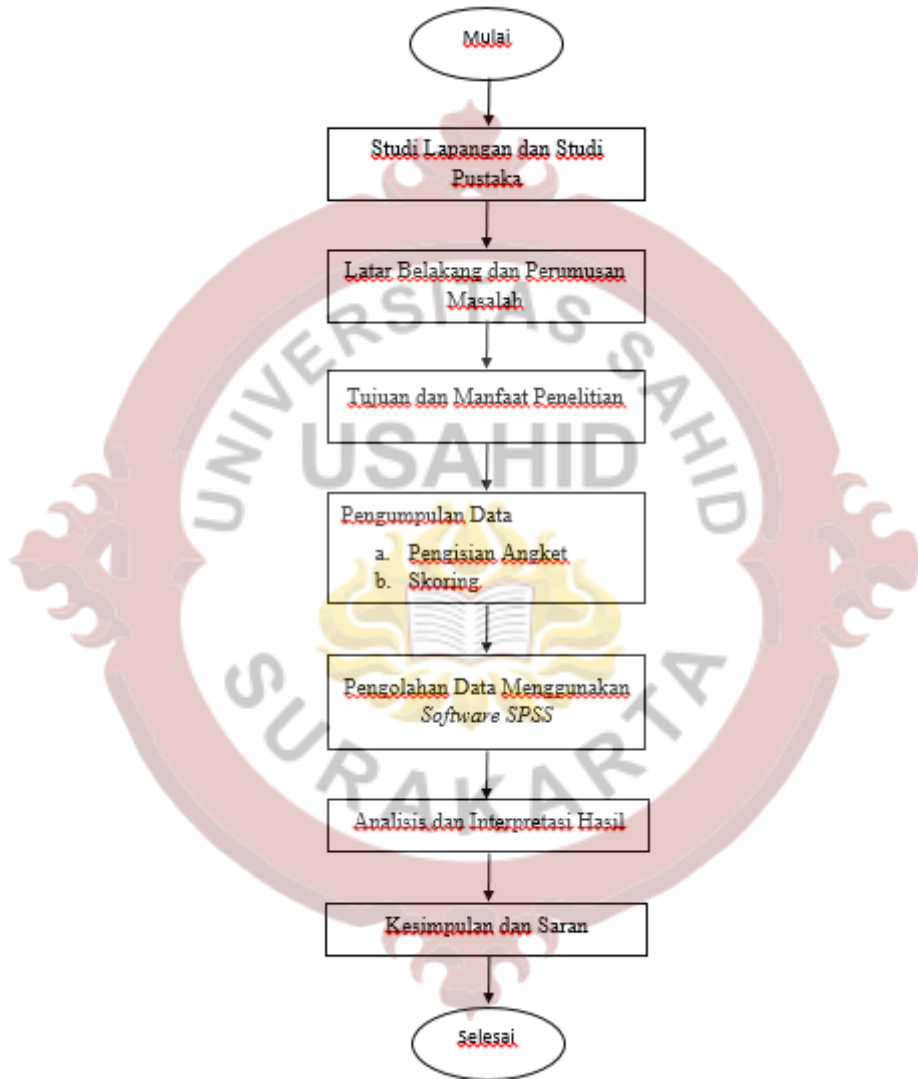 Mulai
Studi Lapangan dan Studi
Pustaka
Latar Belakang dan Perumusan
Masalah
UNIVERSITAS SAHID
Tujuan dan Manfaat Penelitian
USAHID
Pengumpulan Data
a. Pengisian Angket
b. Skoring
Pengolahan Data Menggunakan
Software SPSS
SURAKARTA
Analisis dan Interpretasi Hasil
Kesimpulan dan Saran
Selesai